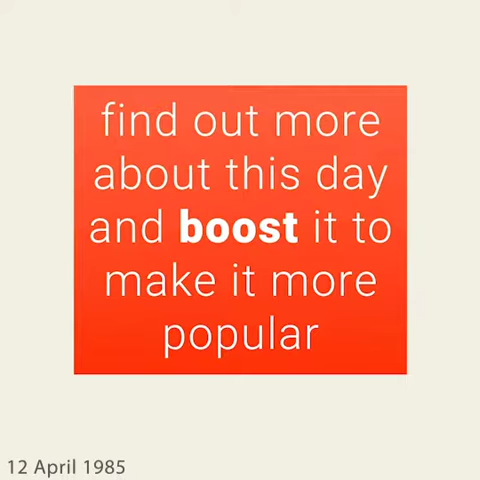 find out more
about this day
and boost it to
make it more
popular
12 April 1985